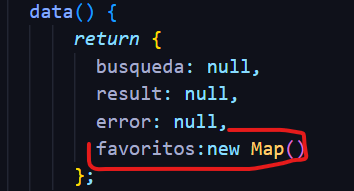 data() {
return {
busqueda: null,
result: null,
error: null,
favoritos:new Map()
};